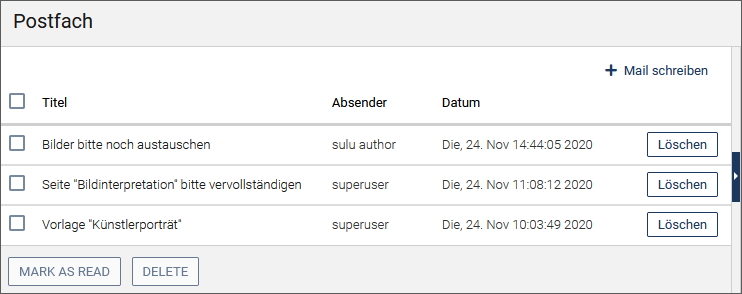 Postfach
+ Mail schreiben
Titel Absender Datum
Bilder bitte noch austauschen sulu author Die, 24. Nov 14:44:05 2020 Löschen
Seite "Bildinterpretation" bitte vervollständigen superuser Die, 24. Nov 11:08:12 2020 Löschen
Vorlage "Künstlerporträt" superuser Die, 24. Nov 10:03:49 2020 Löschen
MARK AS READ DELETE